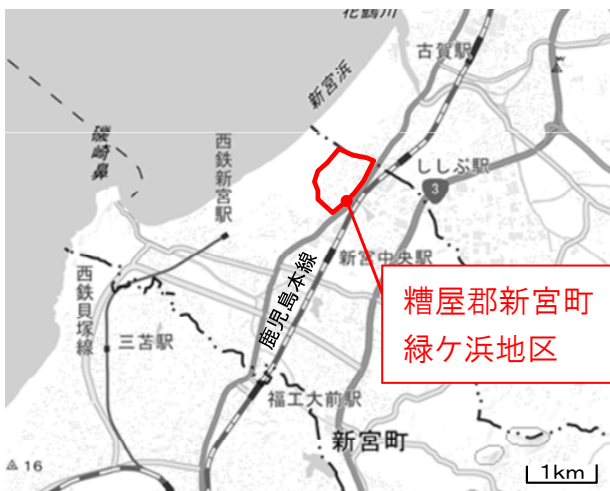 花鶴川
古賀駅
新宮浜
磯崎鼻
西鉄新宮駅
ししぶ駅
3
新宮中央駅
鹿児島本線
糟屋郡新宮町
緑ケ浜地区
西鉄貝塚線
三苫駅
福工大前駅
新宮町
16
1km